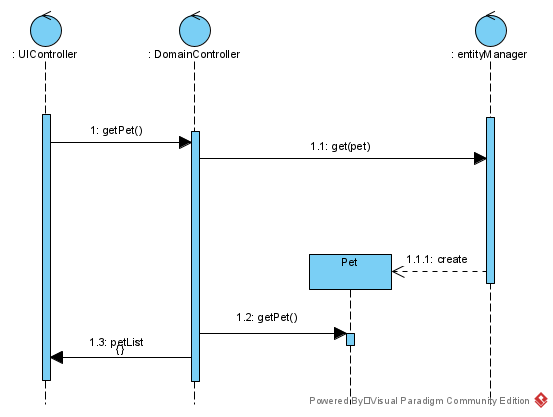 : UIController
: DomainController
: entityManager
1: getPet()
1.1: get(pet)
1.1.1: create
Pet
1.2: getPet()
1.3: petList
{}
Powered By Visual Paradigm Community Edition